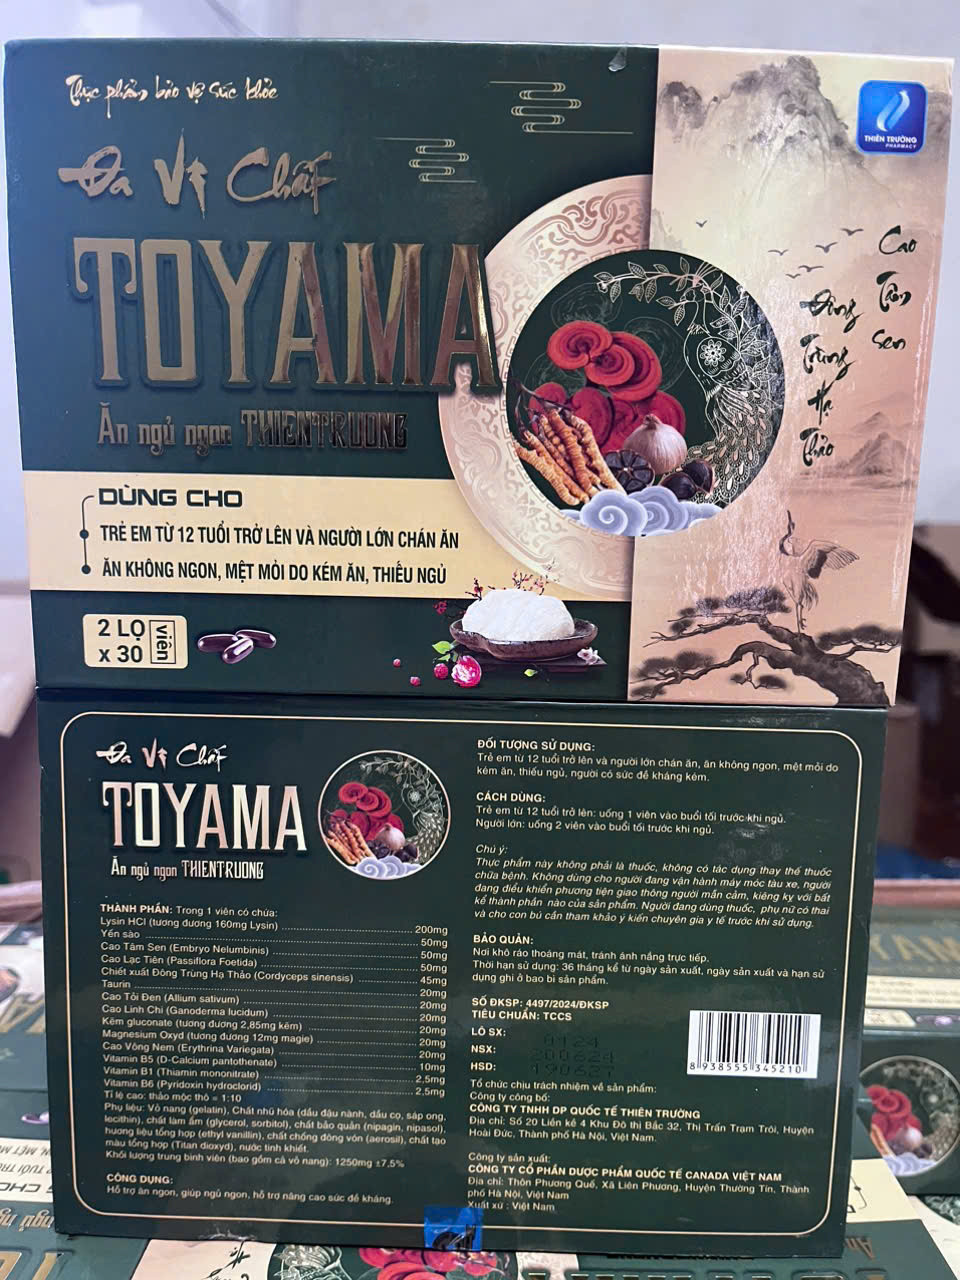 Thực phẩm bảo vệ sức khỏe
THIÊN TRƯỜNG
PHARMACY
Đa Vị Chất
TOYAMA
Ăn ngủ ngon THIENTRUONG
Cao
Tâm
sen
Đông
Trùng
Hạ
Thảo
DÙNG CHO
TRẺ EM TỪ 12 TUỔI TRỞ LÊN VÀ NGƯỜI LỚN CHÁN ĂN
ĂN KHÔNG NGON, MỆT MỎI DO KÉM ĂN, THIẾU NGỦ
2 LỌ
x 30
viên
Đa Vị Chất
TOYAMA
Ăn ngủ ngon THIENTRUONG
THÀNH PHẦN: Trong 1 viên có chứa:
Lysin HCl (tương đương 160mg Lysin) 200mg
Yến sào 50mg
Cao Tâm Sen (Embryo Nelumbinis) 50mg
Cao Lạc Tiên (Passiflora Foetida) 50mg
Chiết xuất Đông Trùng Hạ Thảo (Cordyceps sinensis) 45mg
Taurin 20mg
Cao Tỏi Đen (Allium sativum) 20mg
Cao Linh Chi (Ganoderma lucidum) 20mg
Kẽm gluconate (tương đương 2,85mg kẽm) 20mg
Magnesium Oxyd (tương đương 12mg magie) 20mg
Cao Vông Nem (Erythrina Variegata) 20mg
Vitamin B5 (D-Calcium pantothenate) 10mg
Vitamin B1 (Thiamin mononitrate) 2,5mg
Vitamin B6 (Pyridoxin hydroclorid) 2,5mg
Tỉ lệ cao: thảo mộc thô = 1:10
Phụ liệu: Vỏ nang (gelatin), Chất nhũ hóa (dầu đậu nành, dầu cọ, sáp ong,
lecithin), chất làm ẩm (glycerol, sorbitol), chất bảo quản (nipagin, nipasol),
hương liệu tổng hợp (ethyl vanillin), chất chống đông vón (aerosil), chất tạo
màu tổng hợp (Titan dioxyd), nước tinh khiết.
Khối lượng trung bình viên (bao gồm cả vỏ nang): 1250mg ±7,5%
CÔNG DỤNG:
Hỗ trợ ăn ngon, giúp ngủ ngon, hỗ trợ nâng cao sức đề kháng.
ĐỐI TƯỢNG SỬ DỤNG:
Trẻ em từ 12 tuổi trở lên và người lớn chán ăn, ăn không ngon, mệt mỏi do
kém ăn, thiếu ngủ, người có sức đề kháng kém.
CÁCH DÙNG:
Trẻ em từ 12 tuổi trở lên: uống 1 viên vào buổi tối trước khi ngủ.
Người lớn: uống 2 viên vào buổi tối trước khi ngủ.
Chú ý:
Thực phẩm này không phải là thuốc, không có tác dụng thay thế thuốc
chữa bệnh. Không dùng cho người đang vận hành máy móc tàu xe, người
đang điều khiển phương tiện giao thông người mẫn cảm, kiêng kỵ với bất
kể thành phần nào của sản phẩm. Người đang dùng thuốc, phụ nữ có thai
và cho con bú cần tham khảo ý kiến chuyên gia y tế trước khi sử dụng.
BẢO QUẢN:
Nơi khô ráo thoáng mát, tránh ánh nắng trực tiếp.
Thời hạn sử dụng: 36 tháng kể từ ngày sản xuất, ngày sản xuất và hạn sử
dụng ghi ở bao bì sản phẩm.
SỐ ĐKSP: 4497/2024/ĐKSP
TIÊU CHUẨN: TCCS
LÔ SX: 0124
NSX: 200624
HSD: 190627
8 938555 345210
Tổ chức chịu trách nhiệm về sản phẩm:
Công ty công bố:
CÔNG TY TNHH DP QUỐC TẾ THIÊN TRƯỜNG
Địa chỉ: Số 20 Liền kề 4 Khu Đô thị Bắc 32, Thị Trấn Trạm Trôi, Huyện
Hoài Đức, Thành phố Hà Nội, Việt Nam.
Công ty sản xuất:
CÔNG TY CỔ PHẦN DƯỢC PHẨM QUỐC TẾ CANADA VIỆT NAM
Địa chỉ: Thôn Phương Quế, Xã Liên Phương, Huyện Thường Tín, Thành
phố Hà Nội, Việt Nam
Xuất xứ : Việt Nam